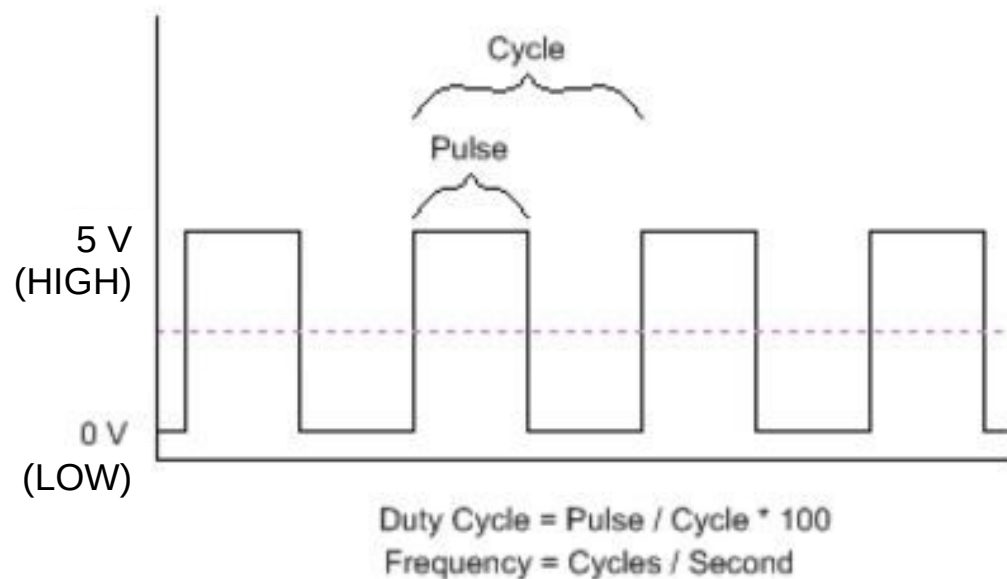 Cycle
Pulse
5 V
(HIGH)
0 V
(LOW)
Duty Cycle = Pulse / Cycle * 100
Frequency = Cycles / Second